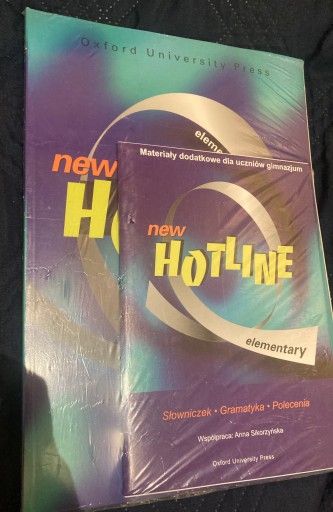 Oxford University Press
elemen
new
H
Materiały dodatkowe dla uczniów gimnazjum
new
HOTLINE
elementary
Słowniczek • Gramatyka • Polecenia
Współpraca: Anna Sikorzyńska
Oxford University Press